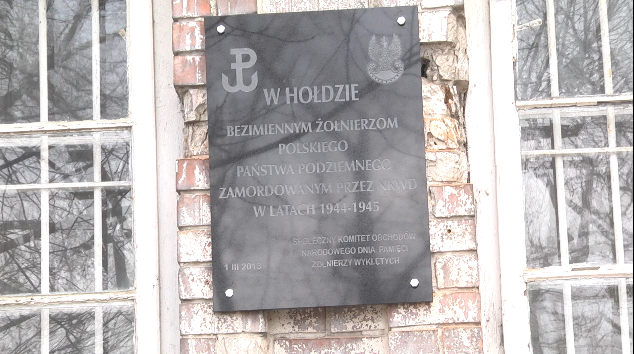 W HOŁDZIE
BEZIMIENNYM ŻOŁNIERZOM
POLSKIEGO
PAŃSTWA PODZIEMNEGO
ZAMORDOWANYM PRZEZ NKWD
W LATACH 1944-1945
SPOŁECZNY KOMITET OBCHODÓW
NARODOWEGO DNIA PAMIĘCI
ŻOŁNIERZY WYKLĘTYCH
1 III 2013